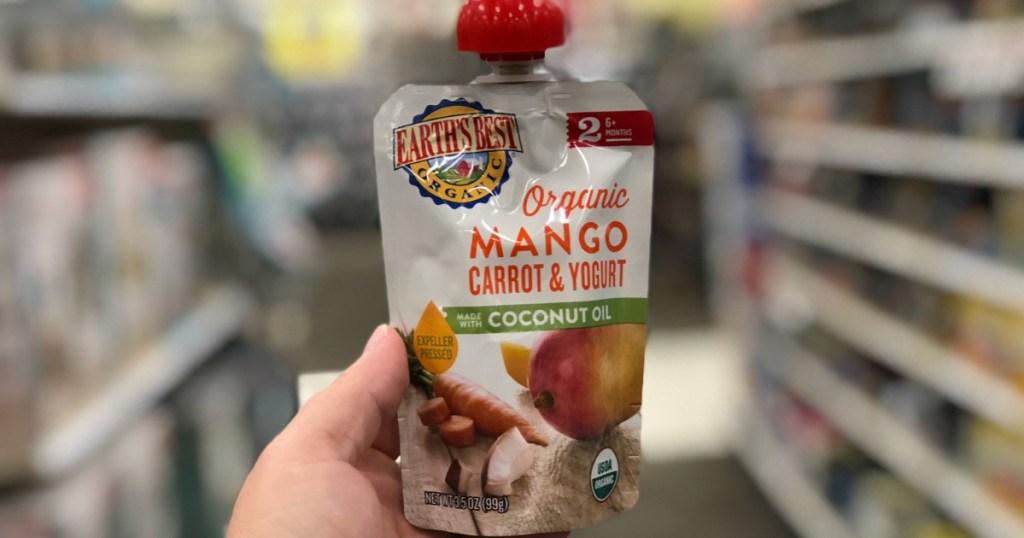 EARTH'S BEST
ORGANIC
2 6+
MONTHS
Organic
MANGO
CARROT & YOGURT
MADE
WITH COCONUT OIL
EXPELLER
PRESSED
USDA
ORGANIC
NET WT 3.5 OZ (99g)